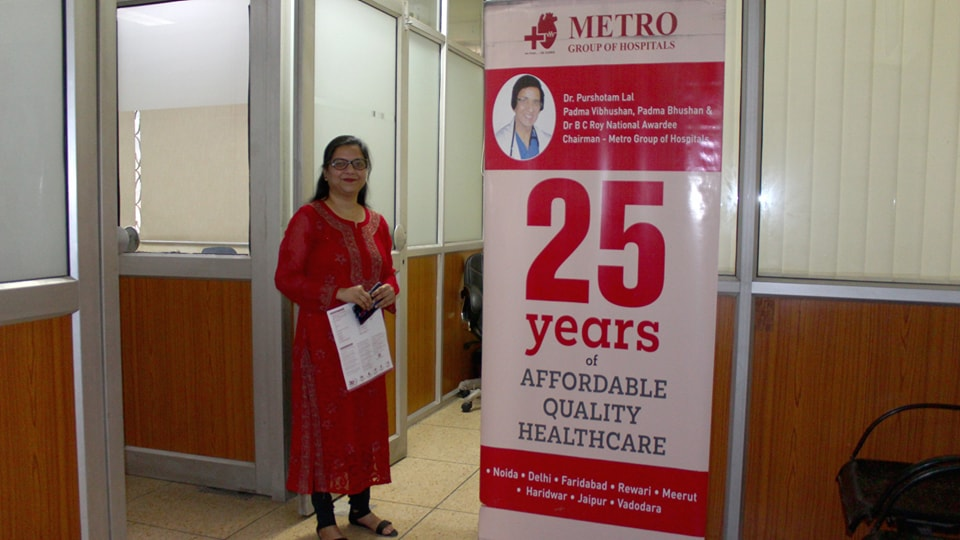 METRO
GROUP OF HOSPITALS
Dr. Purshotam Lal
Padma Vibhushan, Padma Bhushan &
Dr B C Roy National Awardee
Chairman - Metro Group of Hospitals
25
years
of
AFFORDABLE
QUALITY
HEALTHCARE
• Noida • Delhi • Faridabad • Rewari • Meerut
• Haridwar • Jaipur • Vadodara